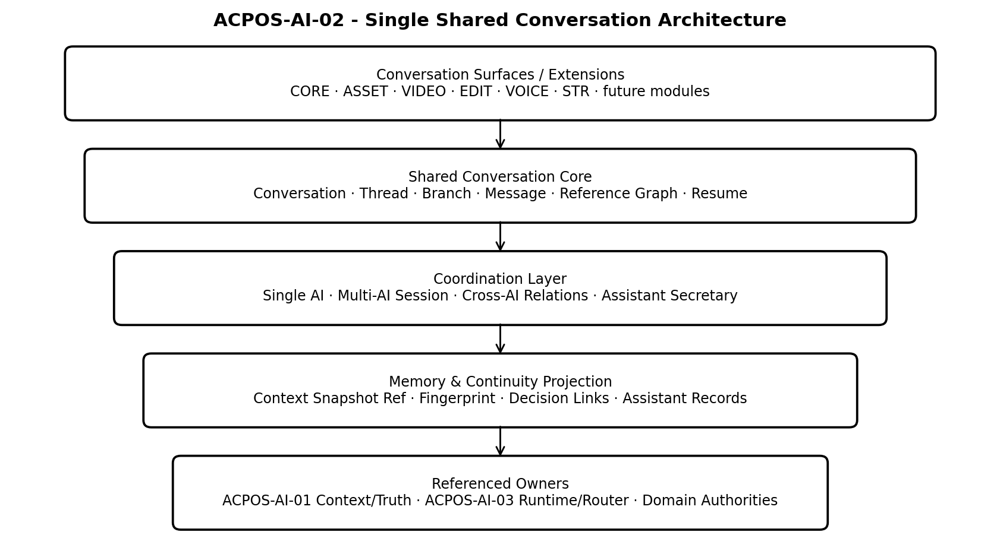 ACPOS-AI-02 - Single Shared Conversation Architecture
Conversation Surfaces / Extensions
CORE · ASSET · VIDEO · EDIT · VOICE · STR · future modules
Shared Conversation Core
Conversation · Thread · Branch · Message · Reference Graph · Resume
Coordination Layer
Single AI · Multi-AI Session · Cross-AI Relations · Assistant Secretary
Memory & Continuity Projection
Context Snapshot Ref · Fingerprint · Decision Links · Assistant Records
Referenced Owners
ACPOS-AI-01 Context/Truth · ACPOS-AI-03 Runtime/Router · Domain Authorities